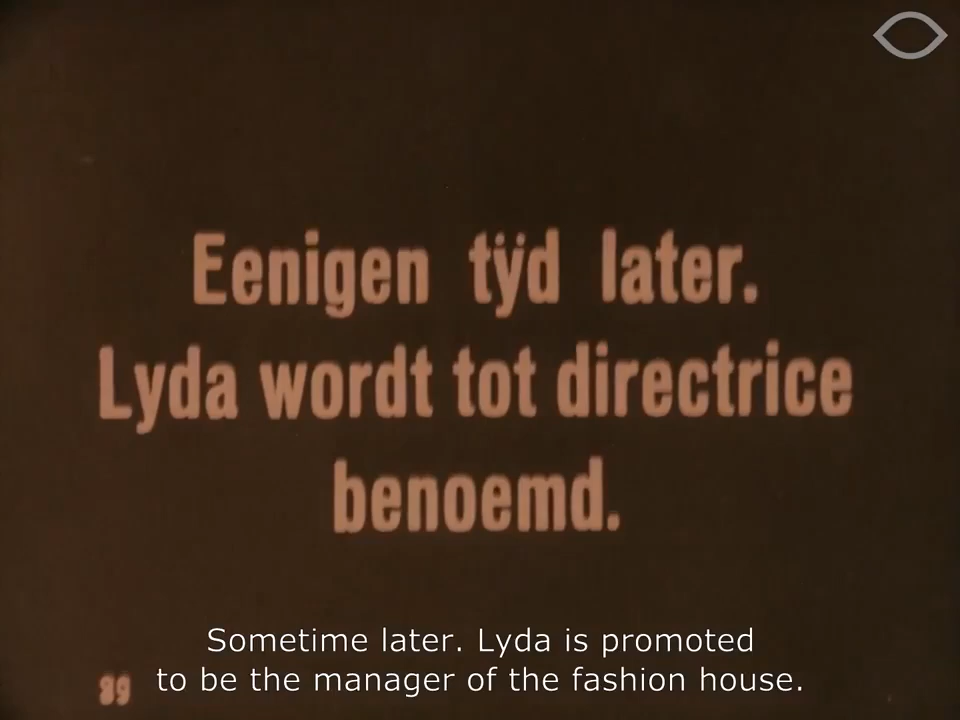 Eenigen tÿd later.
Lyda wordt tot directrice
benoemd.
Sometime later. Lyda is promoted
to be the manager of the fashion house.